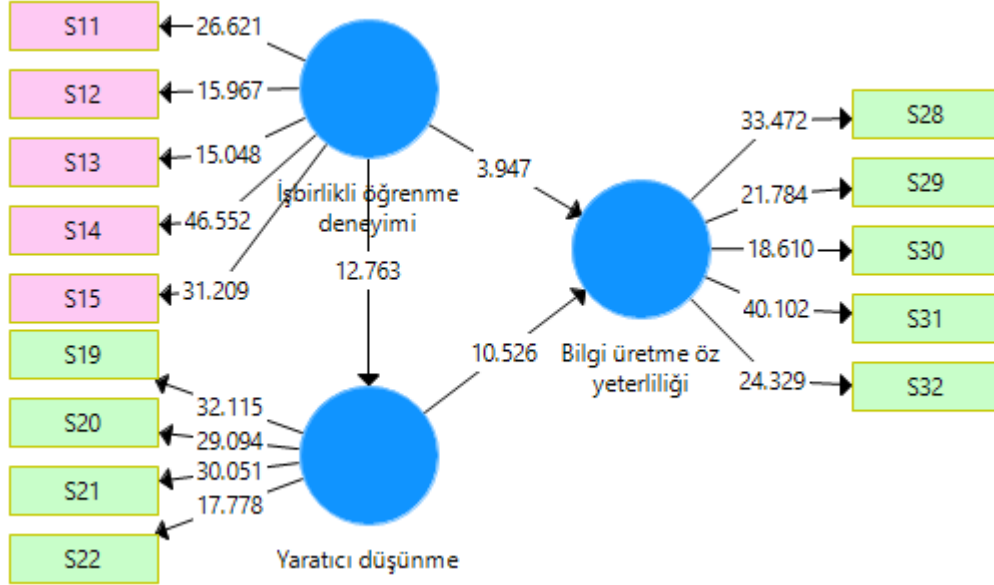 S11
26.621
S12
15.967
S13
15.048
S14
46.552
S15
31.209
İşbirlikli öğrenme
deneyimi
3.947
12.763
S19
32.115
S20
29.094
S21
30.051
S22
17.778
Yaratıcı düşünme
10.526
Bilgi üretme öz
yeterliliği
33.472
S28
21.784
S29
18.610
S30
40.102
S31
24.329
S32